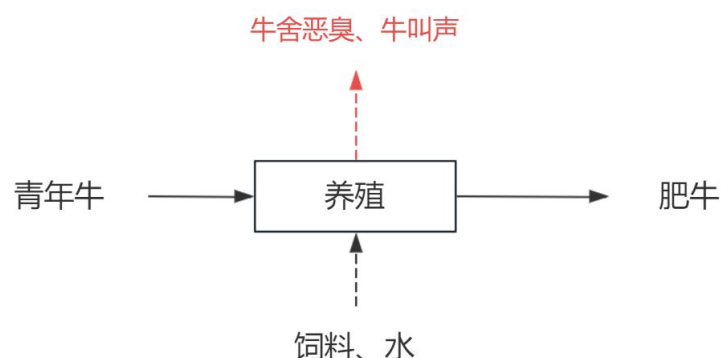 牛舍恶臭、牛叫声
青年牛
养殖
肥牛
饲料、水